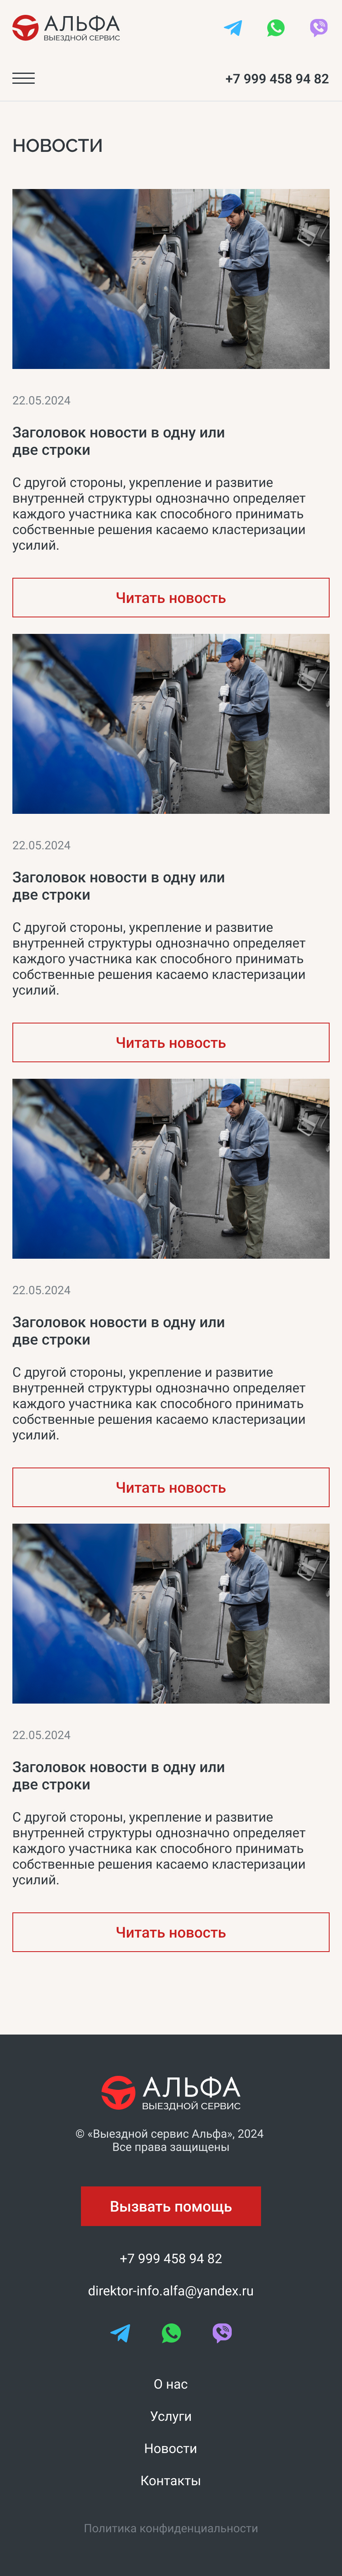 АЛЬФА
ВЫЕЗДНОЙ СЕРВИС
+7 999 458 94 82
НОВОСТИ
22.05.2024
Заголовок новости в одну или
две строки
С другой стороны, укрепление и развитие
внутренней структуры однозначно определяет
каждого участника как способного принимать
собственные решения касаемо кластеризации
усилий.
Читать новость
22.05.2024
Заголовок новости в одну или
две строки
С другой стороны, укрепление и развитие
внутренней структуры однозначно определяет
каждого участника как способного принимать
собственные решения касаемо кластеризации
усилий.
Читать новость
22.05.2024
Заголовок новости в одну или
две строки
С другой стороны, укрепление и развитие
внутренней структуры однозначно определяет
каждого участника как способного принимать
собственные решения касаемо кластеризации
усилий.
Читать новость
22.05.2024
Заголовок новости в одну или
две строки
С другой стороны, укрепление и развитие
внутренней структуры однозначно определяет
каждого участника как способного принимать
собственные решения касаемо кластеризации
усилий.
Читать новость
АЛЬФА
ВЫЕЗДНОЙ СЕРВИС
© «Выездной сервис Альфа», 2024
Все права защищены
Вызвать помощь
+7 999 458 94 82
direktor-info.alfa@yandex.ru
О нас
Услуги
Новости
Контакты
Политика конфиденциальности